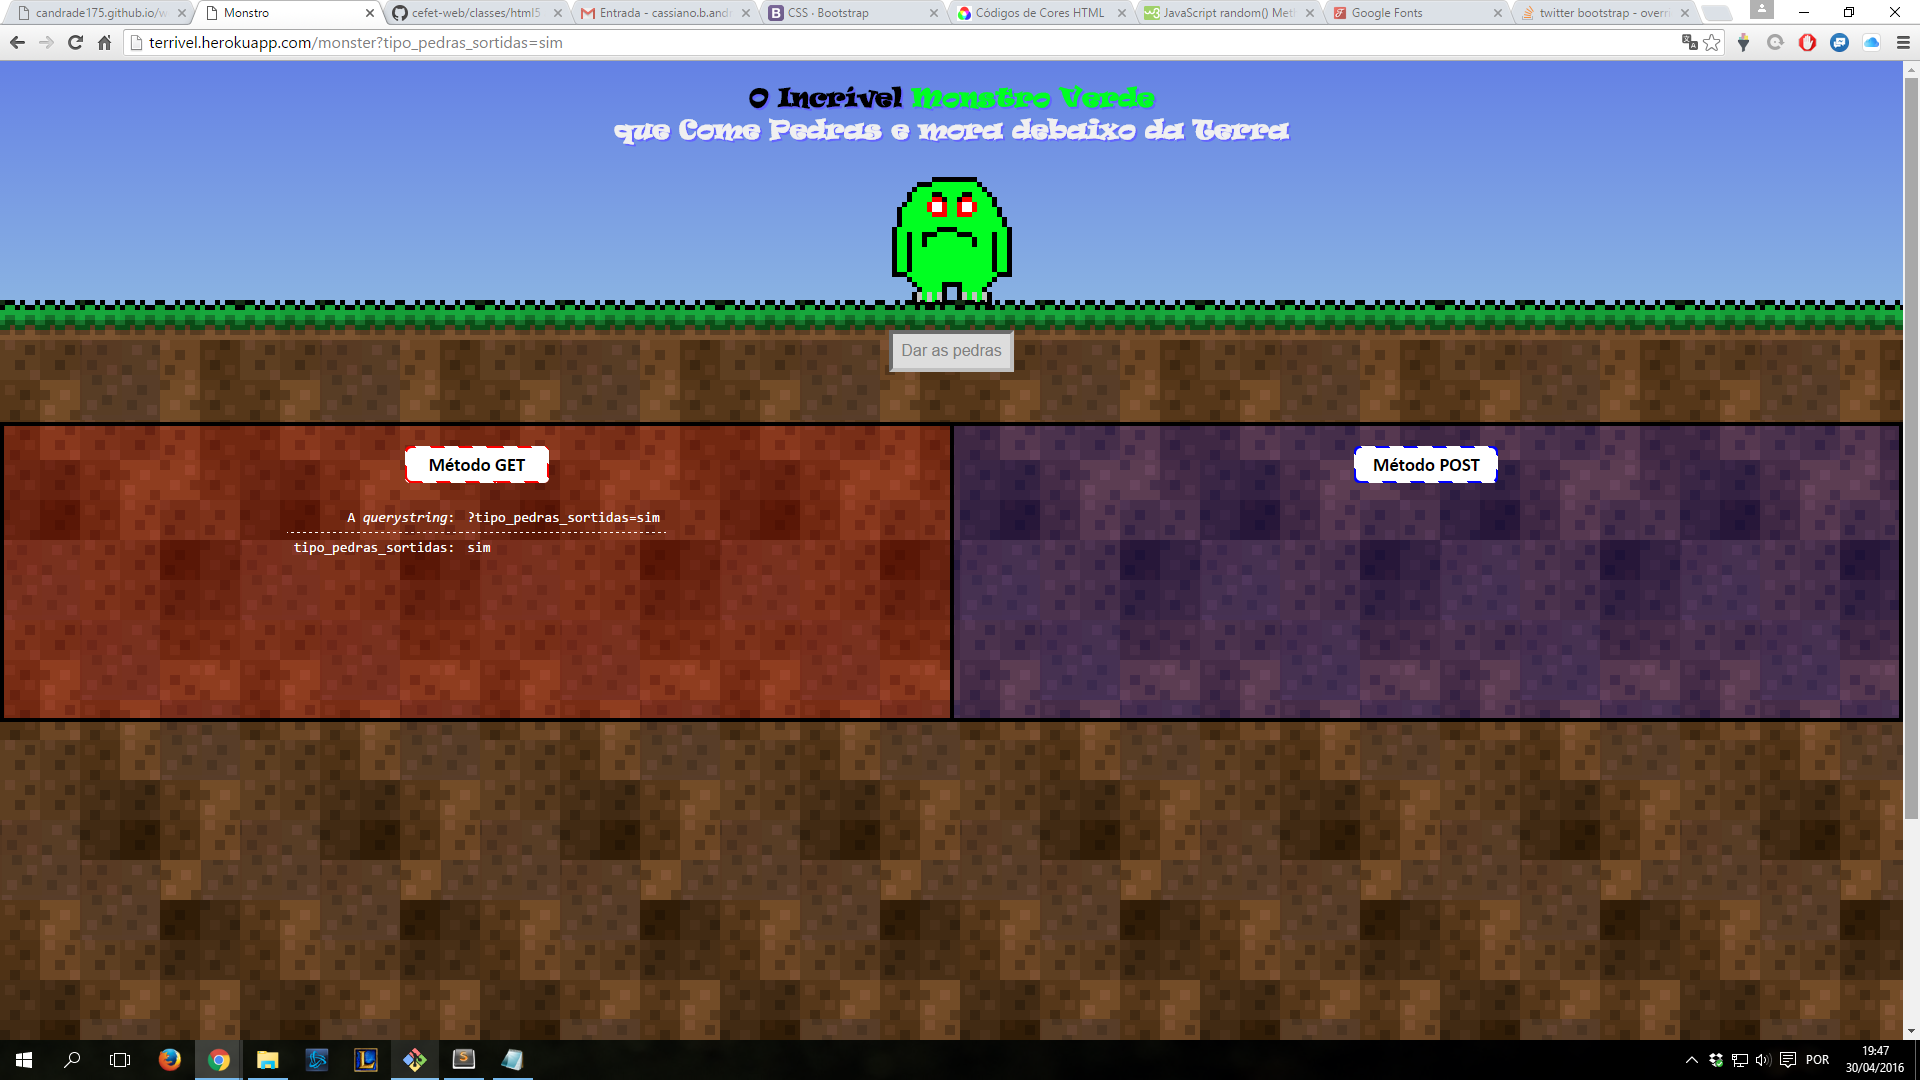 candrade175.github.io/w
Monstro
cefet-web/classes/html5
Entrada - cassiano.b.andr
CSS · Bootstrap
Códigos de Cores HTML
JavaScript random() Met
Google Fonts
twitter bootstrap - overri
terrivel.herokuapp.com/monster?tipo_pedras_sortidas=sim
O Incrível Monstro Verde
que Come Pedras e mora debaixo da Terra
Dar as pedras
Método GET
Método POST
A querystring: ?tipo_pedras_sortidas=sim
tipo_pedras_sortidas: sim
POR
19:47
30/04/2016